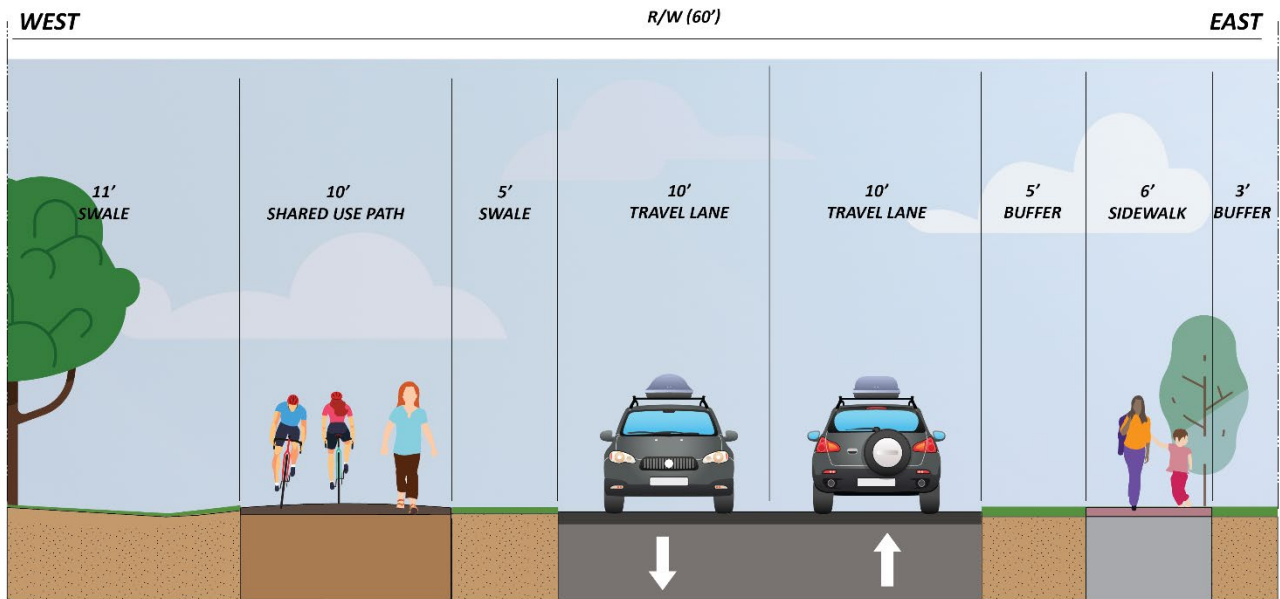 WEST
R/W (60’)
EAST
11’
SWALE
10’
SHARED USE PATH
5’
SWALE
10’
TRAVEL LANE
10’
TRAVEL LANE
5’
BUFFER
6’
SIDEWALK
3’
BUFFER